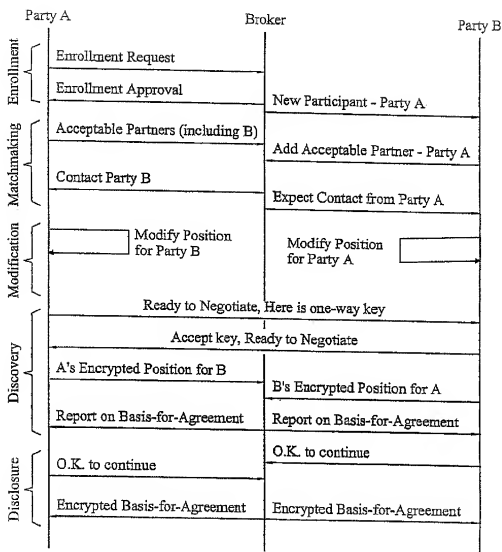 Party A
Broker
Party B
Enrollment
Enrollment Request
Enrollment Approval
New Participant - Party A
Matchmaking
Acceptable Partners (including B)
Add Acceptable Partner - Party A
Contact Party B
Expect Contact from Party A
Modification
Modify Position
for Party B
Modify Position
for Party A
Discovery
Ready to Negotiate, Here is one-way key
Accept key, Ready to Negotiate
A's Encrypted Position for B
B's Encrypted Position for A
Report on Basis-for-Agreement
Report on Basis-for-Agreement
Disclosure
O.K. to continue
O.K. to continue
Encrypted Basis-for-Agreement
Encrypted Basis-for-Agreement